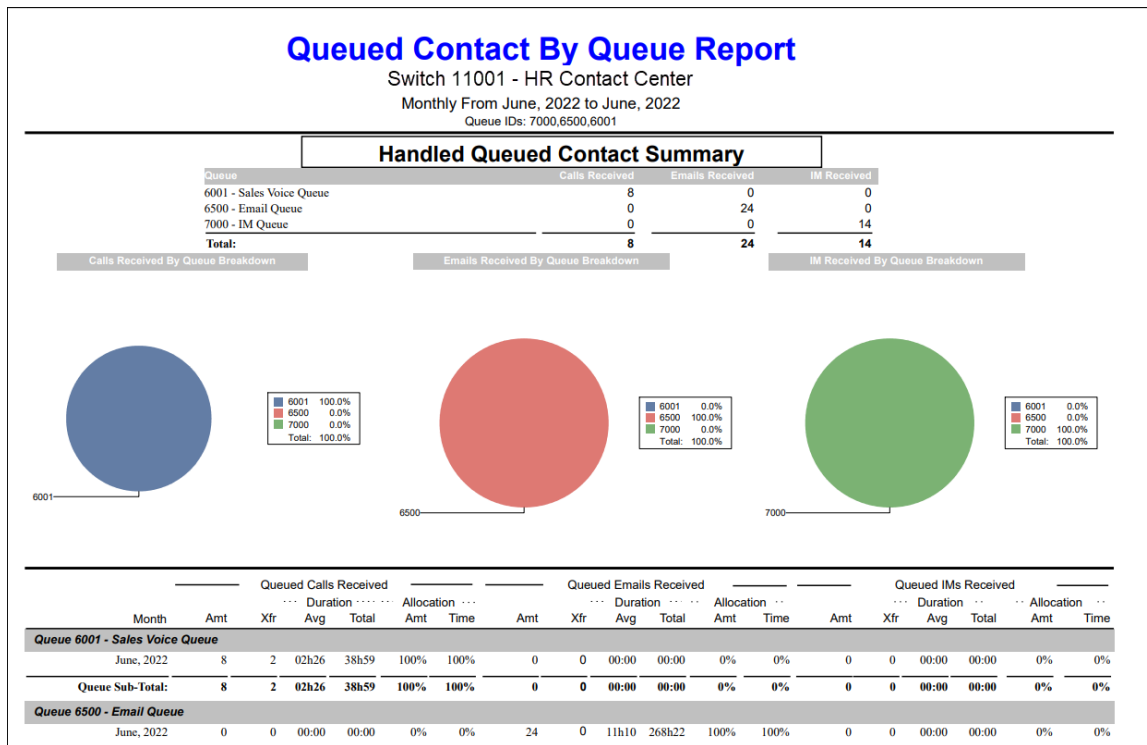 Queued Contact By Queue Report
Switch 11001 - HR Contact Center
Monthly From June, 2022 to June, 2022
Queue IDs: 7000,6500,6001
Handled Queued Contact Summary
Queue Calls Received Emails Received IM Received
6001 - Sales Voice Queue 8 0 0
6500 - Email Queue 0 24 0
7000 - IM Queue 0 0 14
Total: 8 24 14
Calls Received By Queue Breakdown Emails Received By Queue Breakdown IM Received By Queue Breakdown
6001 100.0%
6500 0.0%
7000 0.0%
Total: 100.0%
6001
6001 0.0%
6500 100.0%
7000 0.0%
Total: 100.0%
6500
6001 0.0%
6500 0.0%
7000 100.0%
Total: 100.0%
7000
Queued Calls Received Queued Emails Received Queued IMs Received
Duration Allocation Duration Allocation Duration Allocation
Month Amt Xfr Avg Total Amt Time Amt Xfr Avg Total Amt Time Amt Xfr Avg Total Amt Time
Queue 6001 - Sales Voice Queue
June, 2022 8 2 02h26 38h59 100% 100% 0 0 00:00 00:00 0% 0% 0 0 00:00 00:00 0% 0%
Queue Sub-Total: 8 2 02h26 38h59 100% 100% 0 0 00:00 00:00 0% 0% 0 0 00:00 00:00 0% 0%
Queue 6500 - Email Queue
June, 2022 0 0 00:00 00:00 0% 0% 24 0 11h10 268h22 100% 100% 0 0 00:00 00:00 0% 0%